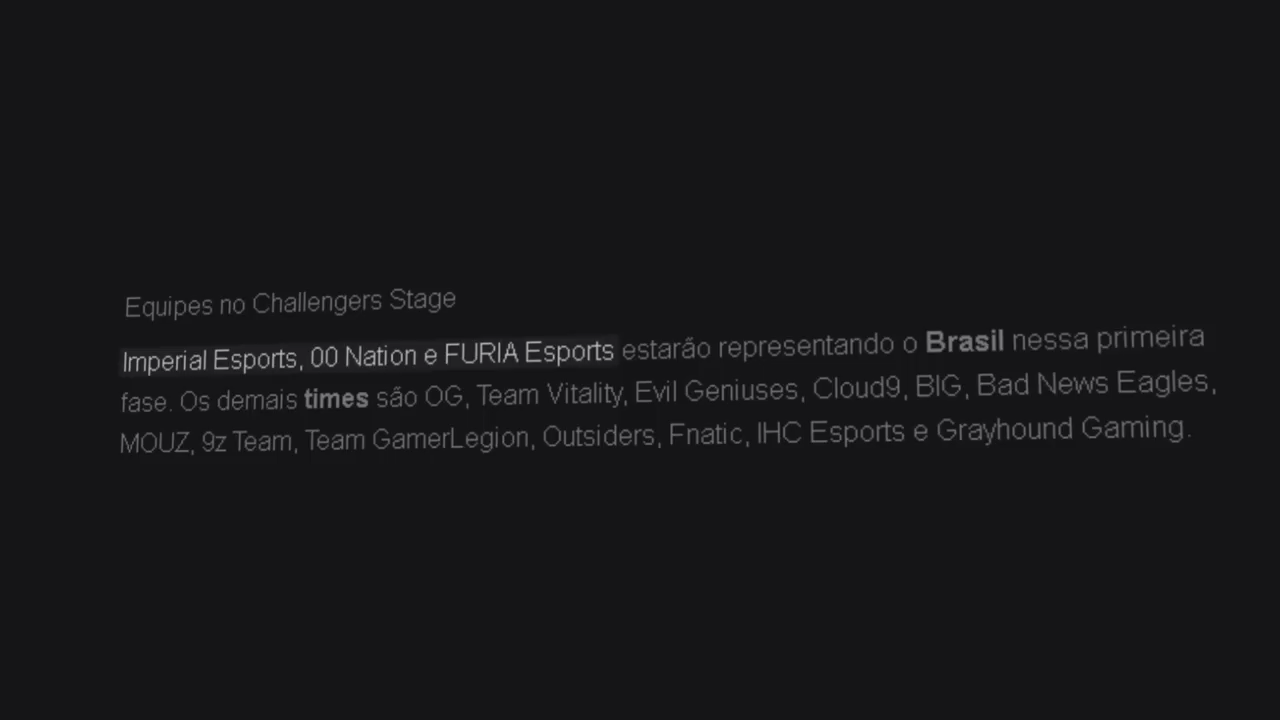 Equipes no Challengers Stage
Imperial Esports, 00 Nation e FURIA Esports estarão representando o Brasil nessa primeira
fase. Os demais times são OG, Team Vitality, Evil Geniuses, Cloud9, BIG, Bad News Eagles,
MOUZ, 9z Team, Team GamerLegion, Outsiders, Fnatic, IHC Esports e Grayhound Gaming.